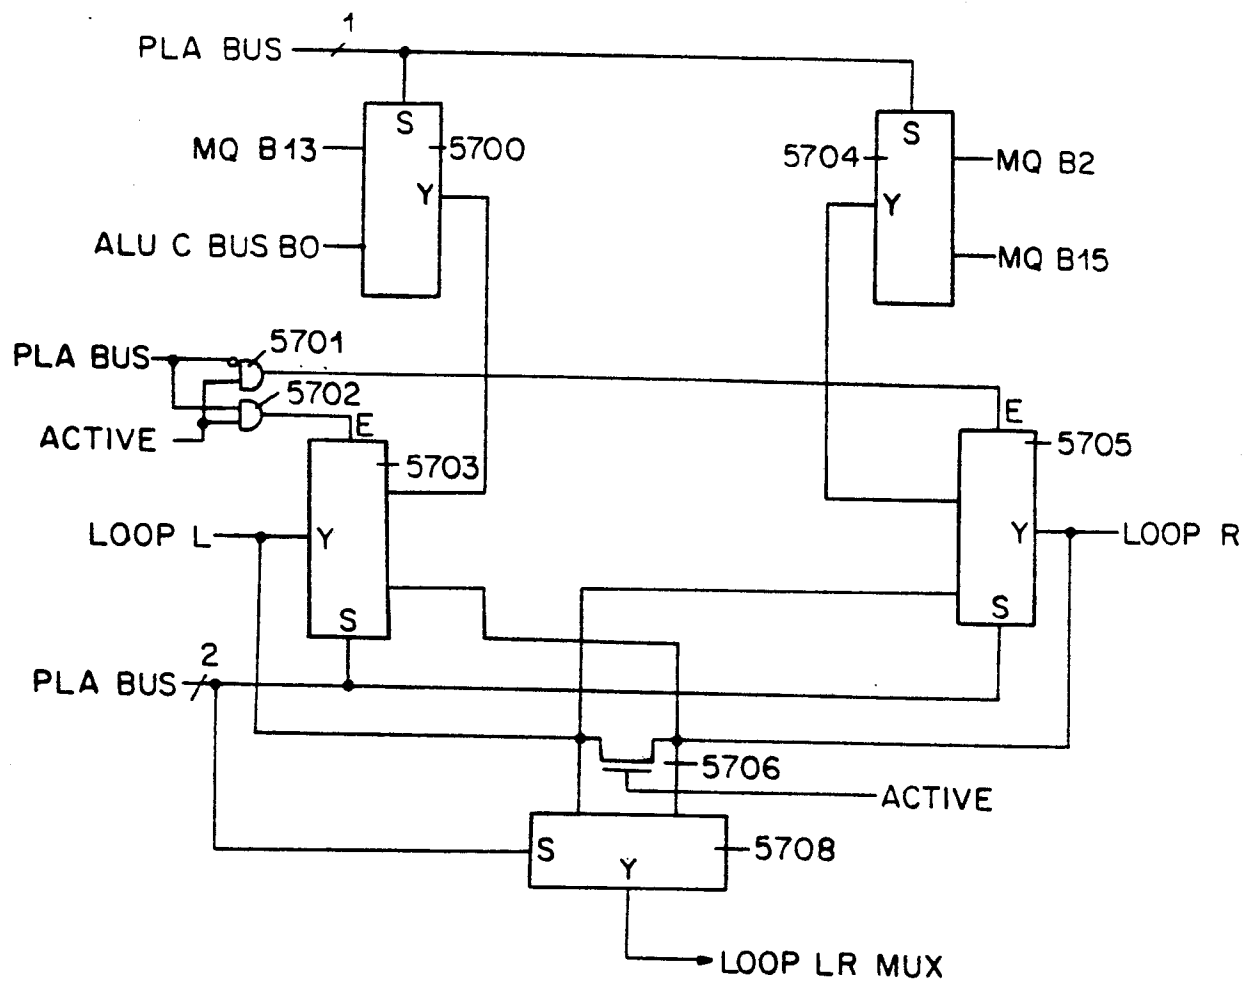 1
PLA BUS
S
MQ B13
5700
Y
ALU C BUS B0
S
5704
MQ B2
Y
MQ B15
PLA BUS
5701
5702
ACTIVE
E
5703
LOOP L
Y
S
E
5705
Y
LOOP R
S
2
PLA BUS
5706
ACTIVE
S
Y
5708
LOOP LR MUX